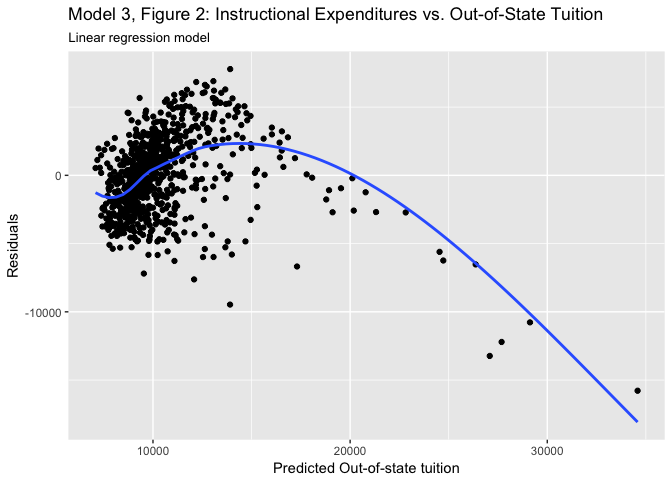 Model 3, Figure 2: Instructional Expenditures vs. Out-of-State Tuition
Linear regression model
Residuals
0
-10000
10000
20000
30000
Predicted Out-of-state tuition